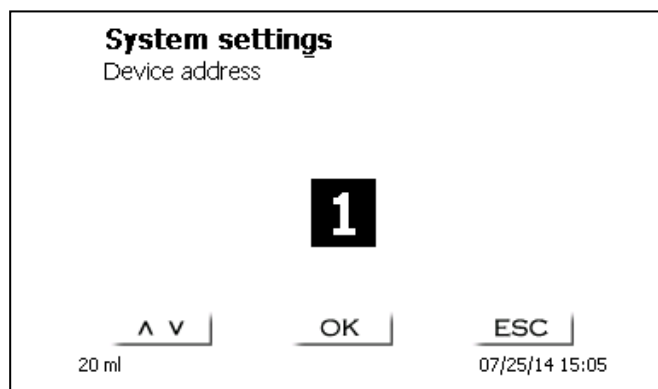 System settings
Device address
1
∧ ∨ OK ESC
20 ml 07/25/14 15:05